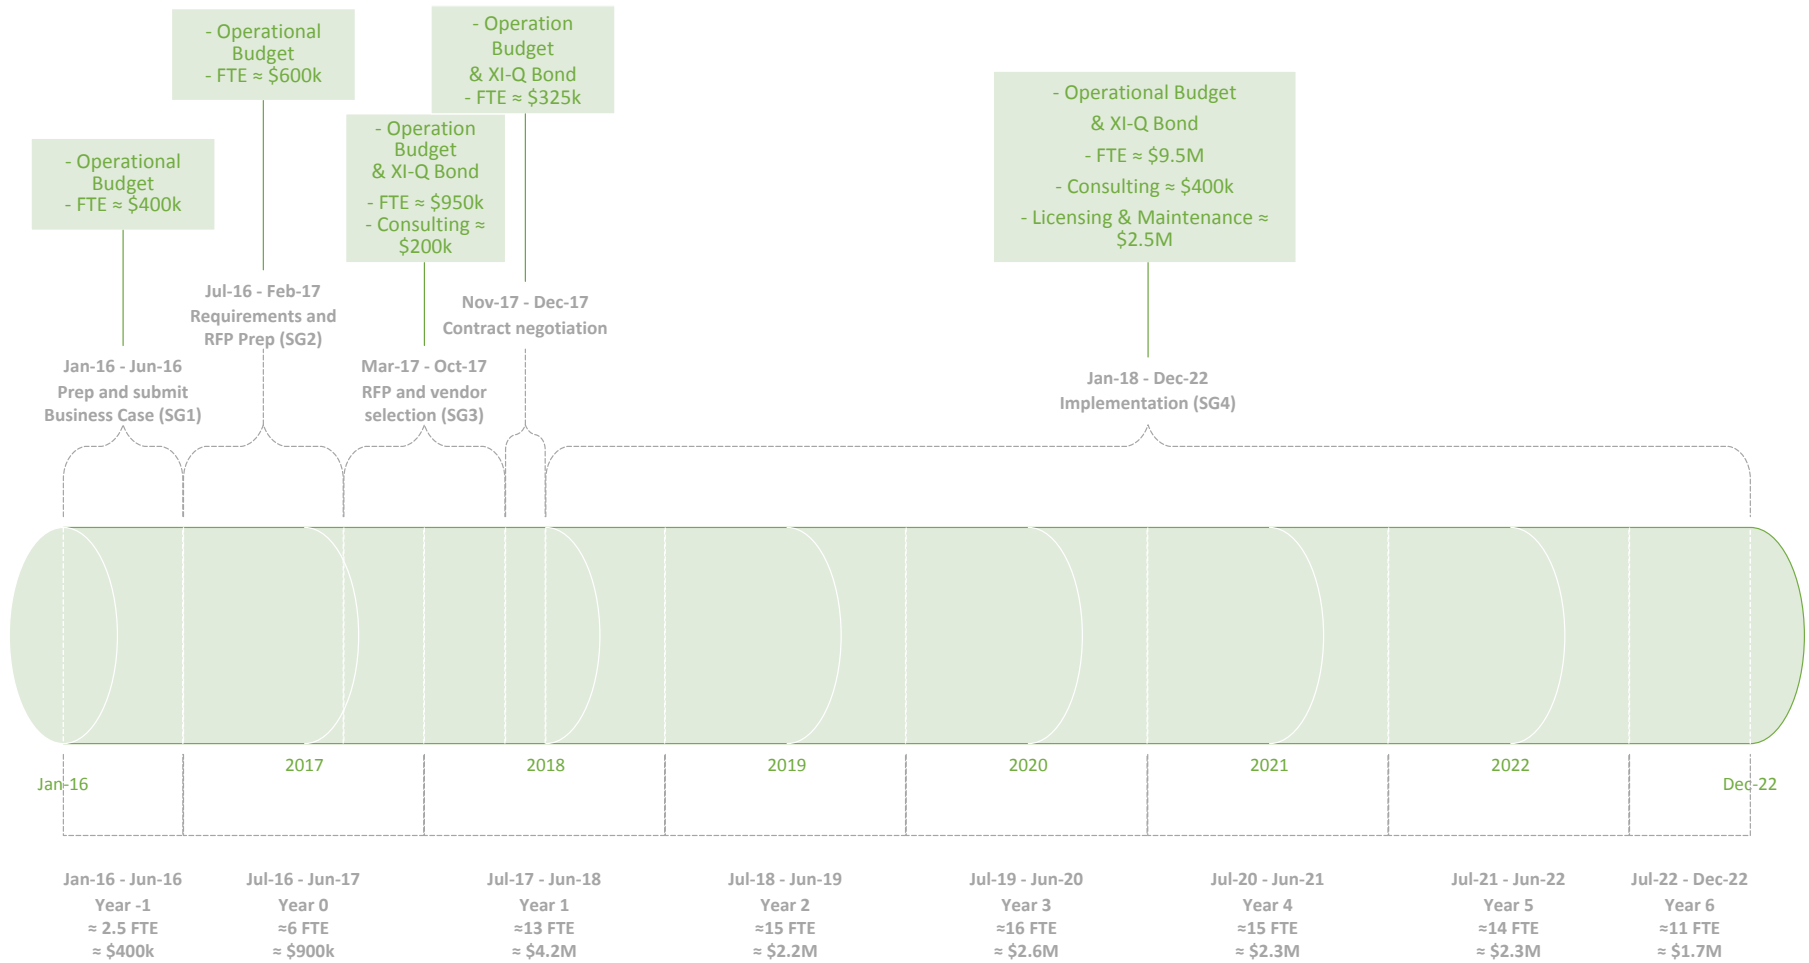 - Operational
Budget
- FTE ≈ $400k
- Operational
Budget
- FTE ≈ $600k
- Operation
Budget
& XI-Q Bond
- FTE ≈ $950k
- Consulting ≈
$200k
- Operation
Budget
& XI-Q Bond
- FTE ≈ $325k
- Operational Budget
& XI-Q Bond
- FTE ≈ $9.5M
- Consulting ≈ $400k
- Licensing & Maintenance ≈
$2.5M
Jan-16 - Jun-16
Prep and submit
Business Case (SG1)
Jul-16 - Feb-17
Requirements and
RFP Prep (SG2)
Mar-17 - Oct-17
RFP and vendor
selection (SG3)
Nov-17 - Dec-17
Contract negotiation
Jan-18 - Dec-22
Implementation (SG4)
Jan-16
2017
2018
2019
2020
2021
2022
Dec-22
Jan-16 - Jun-16
Year -1
≈ 2.5 FTE
≈ $400k
Jul-16 - Jun-17
Year 0
≈6 FTE
≈ $900k
Jul-17 - Jun-18
Year 1
≈13 FTE
≈ $4.2M
Jul-18 - Jun-19
Year 2
≈15 FTE
≈ $2.2M
Jul-19 - Jun-20
Year 3
≈16 FTE
≈ $2.6M
Jul-20 - Jun-21
Year 4
≈15 FTE
≈ $2.3M
Jul-21 - Jun-22
Year 5
≈14 FTE
≈ $2.3M
Jul-22 - Dec-22
Year 6
≈11 FTE
≈ $1.7M